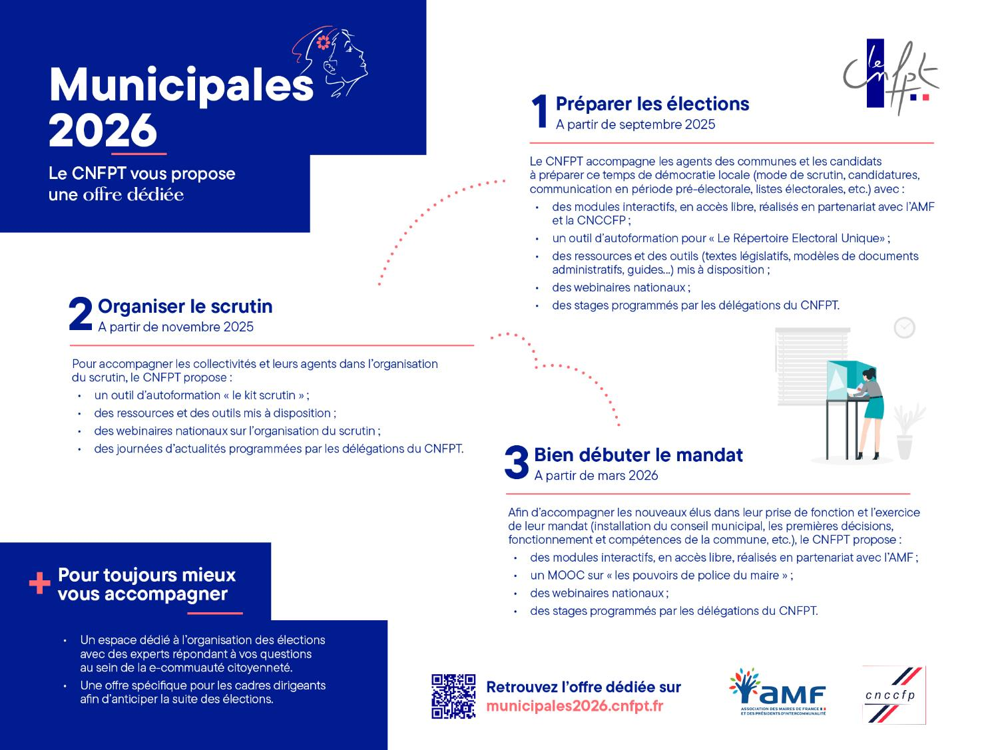 Municipales
2026
Le CNFPT vous propose
une offre dédiée
le cnfpt
1 Préparer les élections
A partir de septembre 2025
Le CNFPT accompagne les agents des communes et les candidats
à préparer ce temps de démocratie locale (mode de scrutin, candidatures,
communication en période pré-électorale, listes électorales, etc.) avec :
• des modules interactifs, en accès libre, réalisés en partenariat avec l'AMF
et la CNCCFP ;
• un outil d'autoformation pour « Le Répertoire Electoral Unique» ;
• des ressources et des outils (textes législatifs, modèles de documents
administratifs, guides...) mis à disposition ;
• des webinaires nationaux ;
• des stages programmés par les délégations du CNFPT.
2 Organiser le scrutin
A partir de novembre 2025
Pour accompagner les collectivités et leurs agents dans l'organisation
du scrutin, le CNFPT propose :
• un outil d'autoformation « le kit scrutin » ;
• des ressources et des outils mis à disposition ;
• des webinaires nationaux sur l'organisation du scrutin ;
• des journées d'actualités programmées par les délégations du CNFPT.
3 Bien débuter le mandat
A partir de mars 2026
Afin d'accompagner les nouveaux élus dans leur prise de fonction et l'exercice
de leur mandat (installation du conseil municipal, les premières décisions,
fonctionnement et compétences de la commune, etc.), le CNFPT propose :
• des modules interactifs, en accès libre, réalisés en partenariat avec l'AMF ;
• un MOOC sur « les pouvoirs de police du maire » ;
• des webinaires nationaux ;
• des stages programmés par les délégations du CNFPT.
+ Pour toujours mieux
vous accompagner
• Un espace dédié à l'organisation des élections
avec des experts répondant à vos questions
au sein de la e-commuauté citoyenneté.
• Une offre spécifique pour les cadres dirigeants
afin d'anticiper la suite des élections.
Retrouvez l'offre dédiée sur
municipales2026.cnfpt.fr
AMF
ASSOCIATION DES MAIRES DE FRANCE
ET DES PRÉSIDENTS D'INTERCOMMUNALITÉ
cnccfp